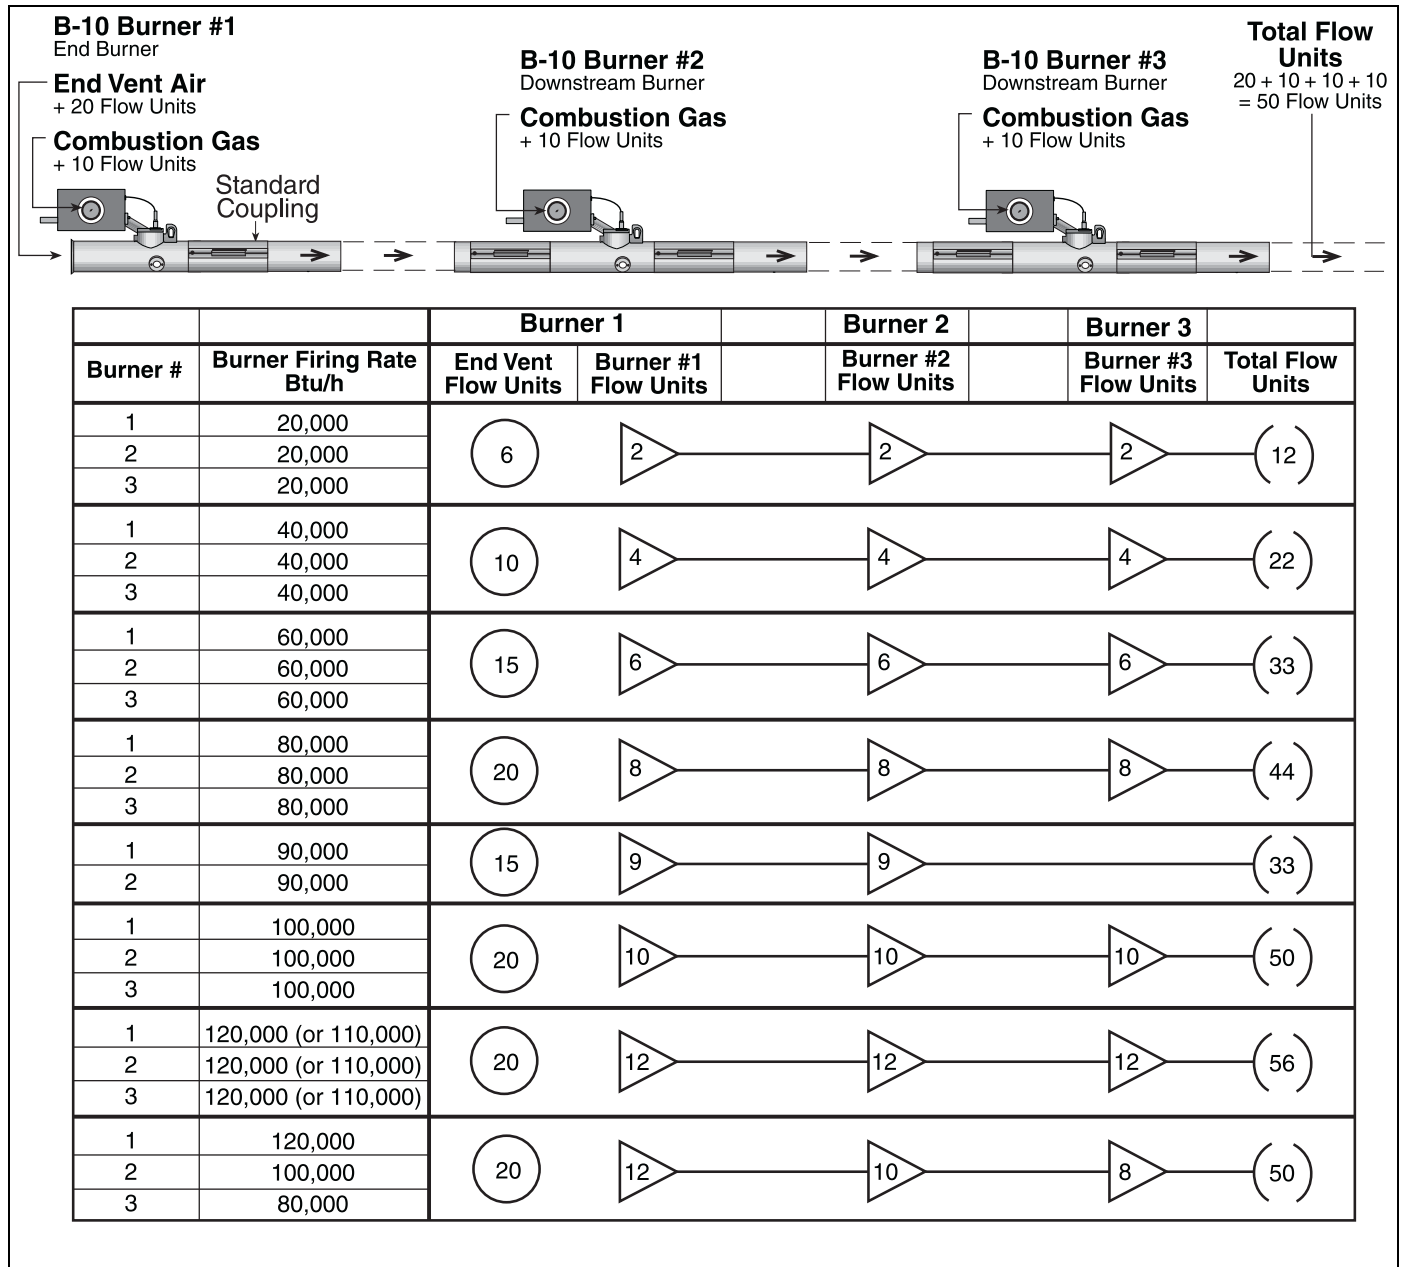 B-10 Burner #1
End Burner
End Vent Air
+ 20 Flow Units
Combustion Gas
+ 10 Flow Units
Standard
Coupling
B-10 Burner #2
Downstream Burner
Combustion Gas
+ 10 Flow Units
B-10 Burner #3
Downstream Burner
Combustion Gas
+ 10 Flow Units
Total Flow
Units
20 + 10 + 10 + 10
= 50 Flow Units
Burner 1 Burner 2 Burner 3
Burner # Burner Firing Rate Btu/h End Vent Flow Units Burner #1 Flow Units Burner #2 Flow Units Burner #3 Flow Units Total Flow Units
1 20,000
2 20,000 6 2 2 2 12
3 20,000
1 40,000
2 40,000 10 4 4 4 22
3 40,000
1 60,000
2 60,000 15 6 6 6 33
3 60,000
1 80,000
2 80,000 20 8 8 8 44
3 80,000
1 90,000 15 9 9 33
2 90,000
1 100,000
2 100,000 20 10 10 10 50
3 100,000
1 120,000 (or 110,000)
2 120,000 (or 110,000) 20 12 12 12 56
3 120,000 (or 110,000)
1 120,000
2 100,000 20 12 10 8 50
3 80,000